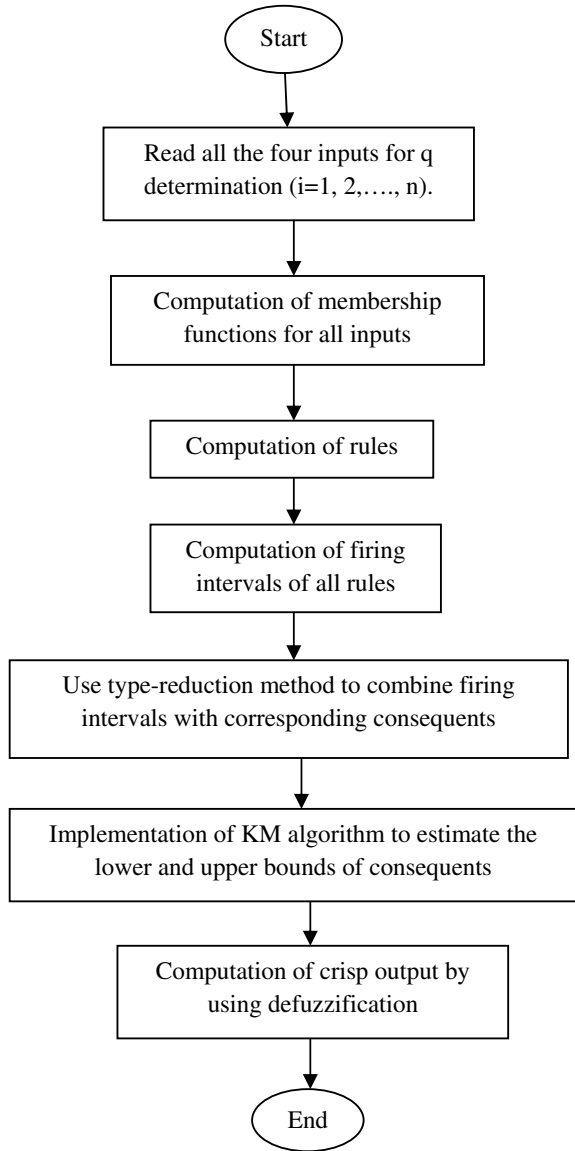 Start
Read all the four inputs for q
determination (i=1, 2,…., n).
Computation of membership
functions for all inputs
Computation of rules
Computation of firing
intervals of all rules
Use type-reduction method to combine firing
intervals with corresponding consequents
Implementation of KM algorithm to estimate the
lower and upper bounds of consequents
Computation of crisp output by
using defuzzification
End